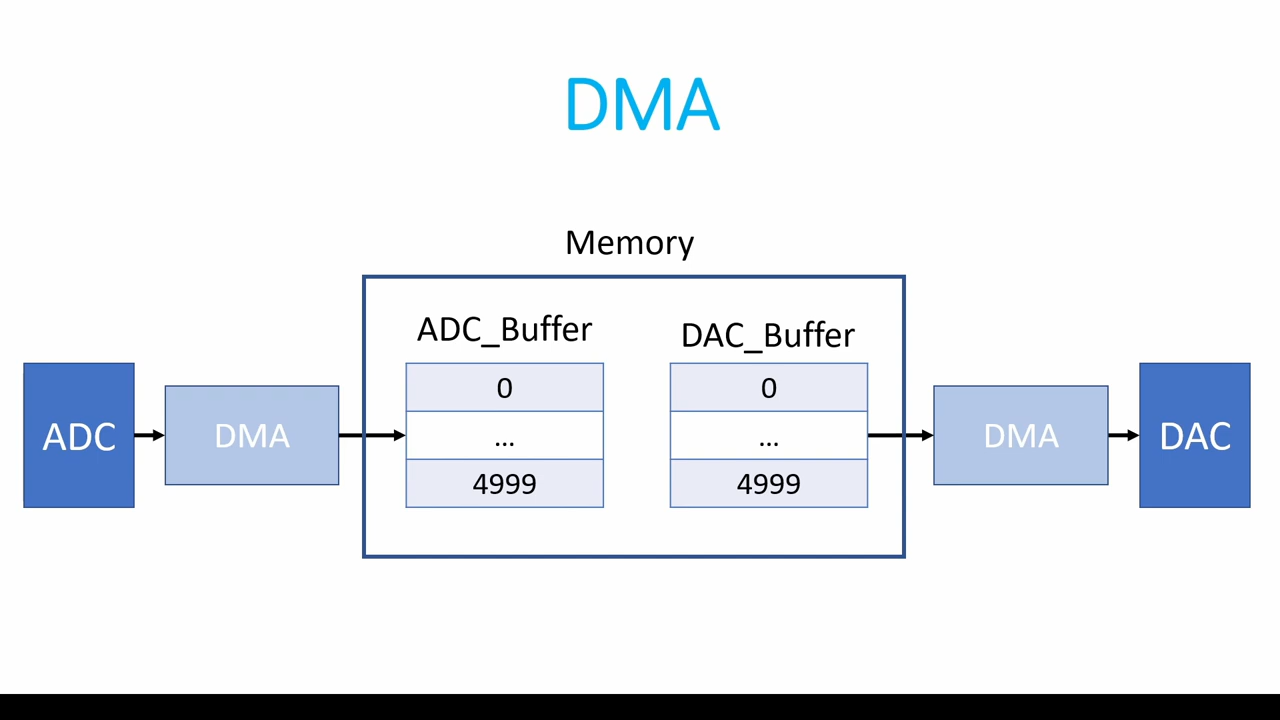 DMA
Memory
ADC_Buffer
DAC_Buffer
0
...
4999
0
...
4999
ADC
DMA
DMA
DAC